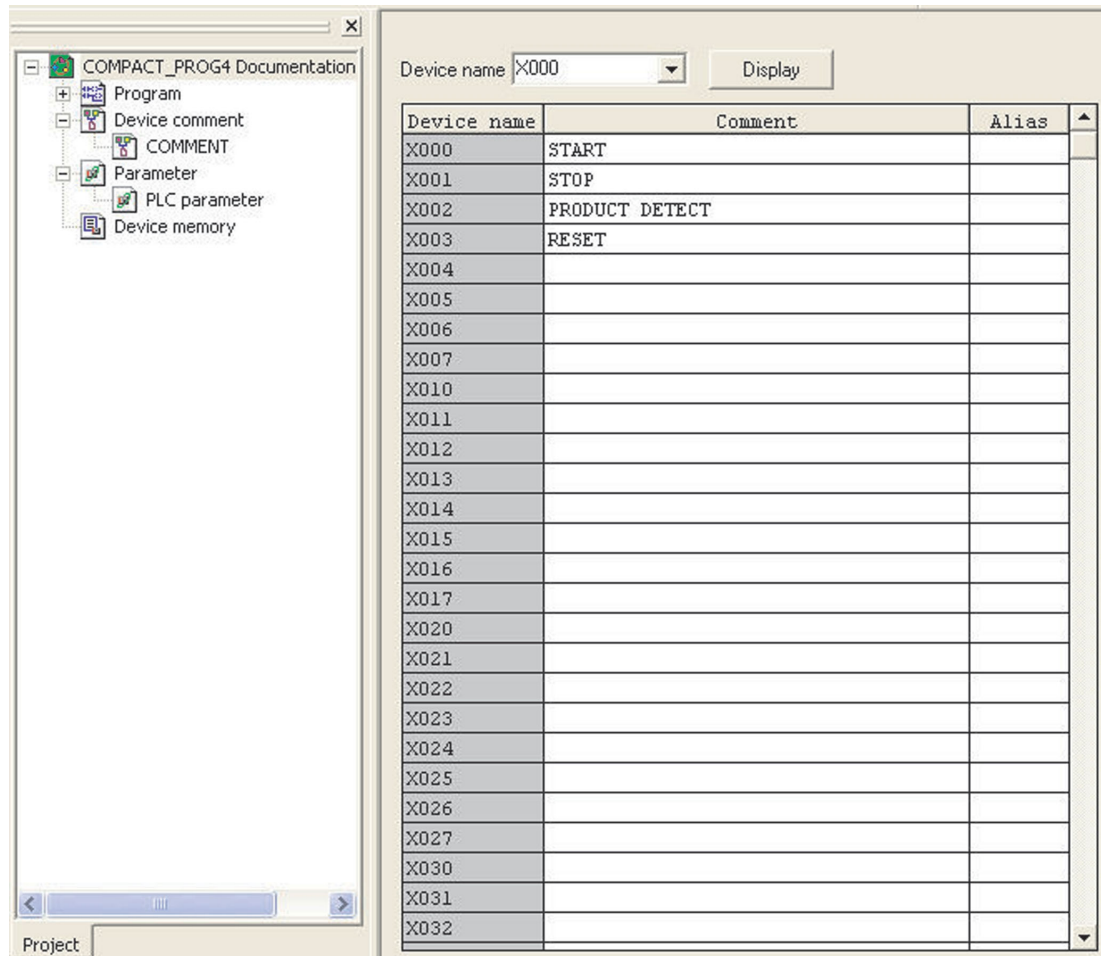 COMPACT_PROG4 Documentation
Program
Device comment
COMMENT
Parameter
PLC parameter
Device memory
Project
Device name X000 Display
Device name Comment Alias
X000 START
X001 STOP
X002 PRODUCT DETECT
X003 RESET
X004
X005
X006
X007
X010
X011
X012
X013
X014
X015
X016
X017
X020
X021
X022
X023
X024
X025
X026
X027
X030
X031
X032